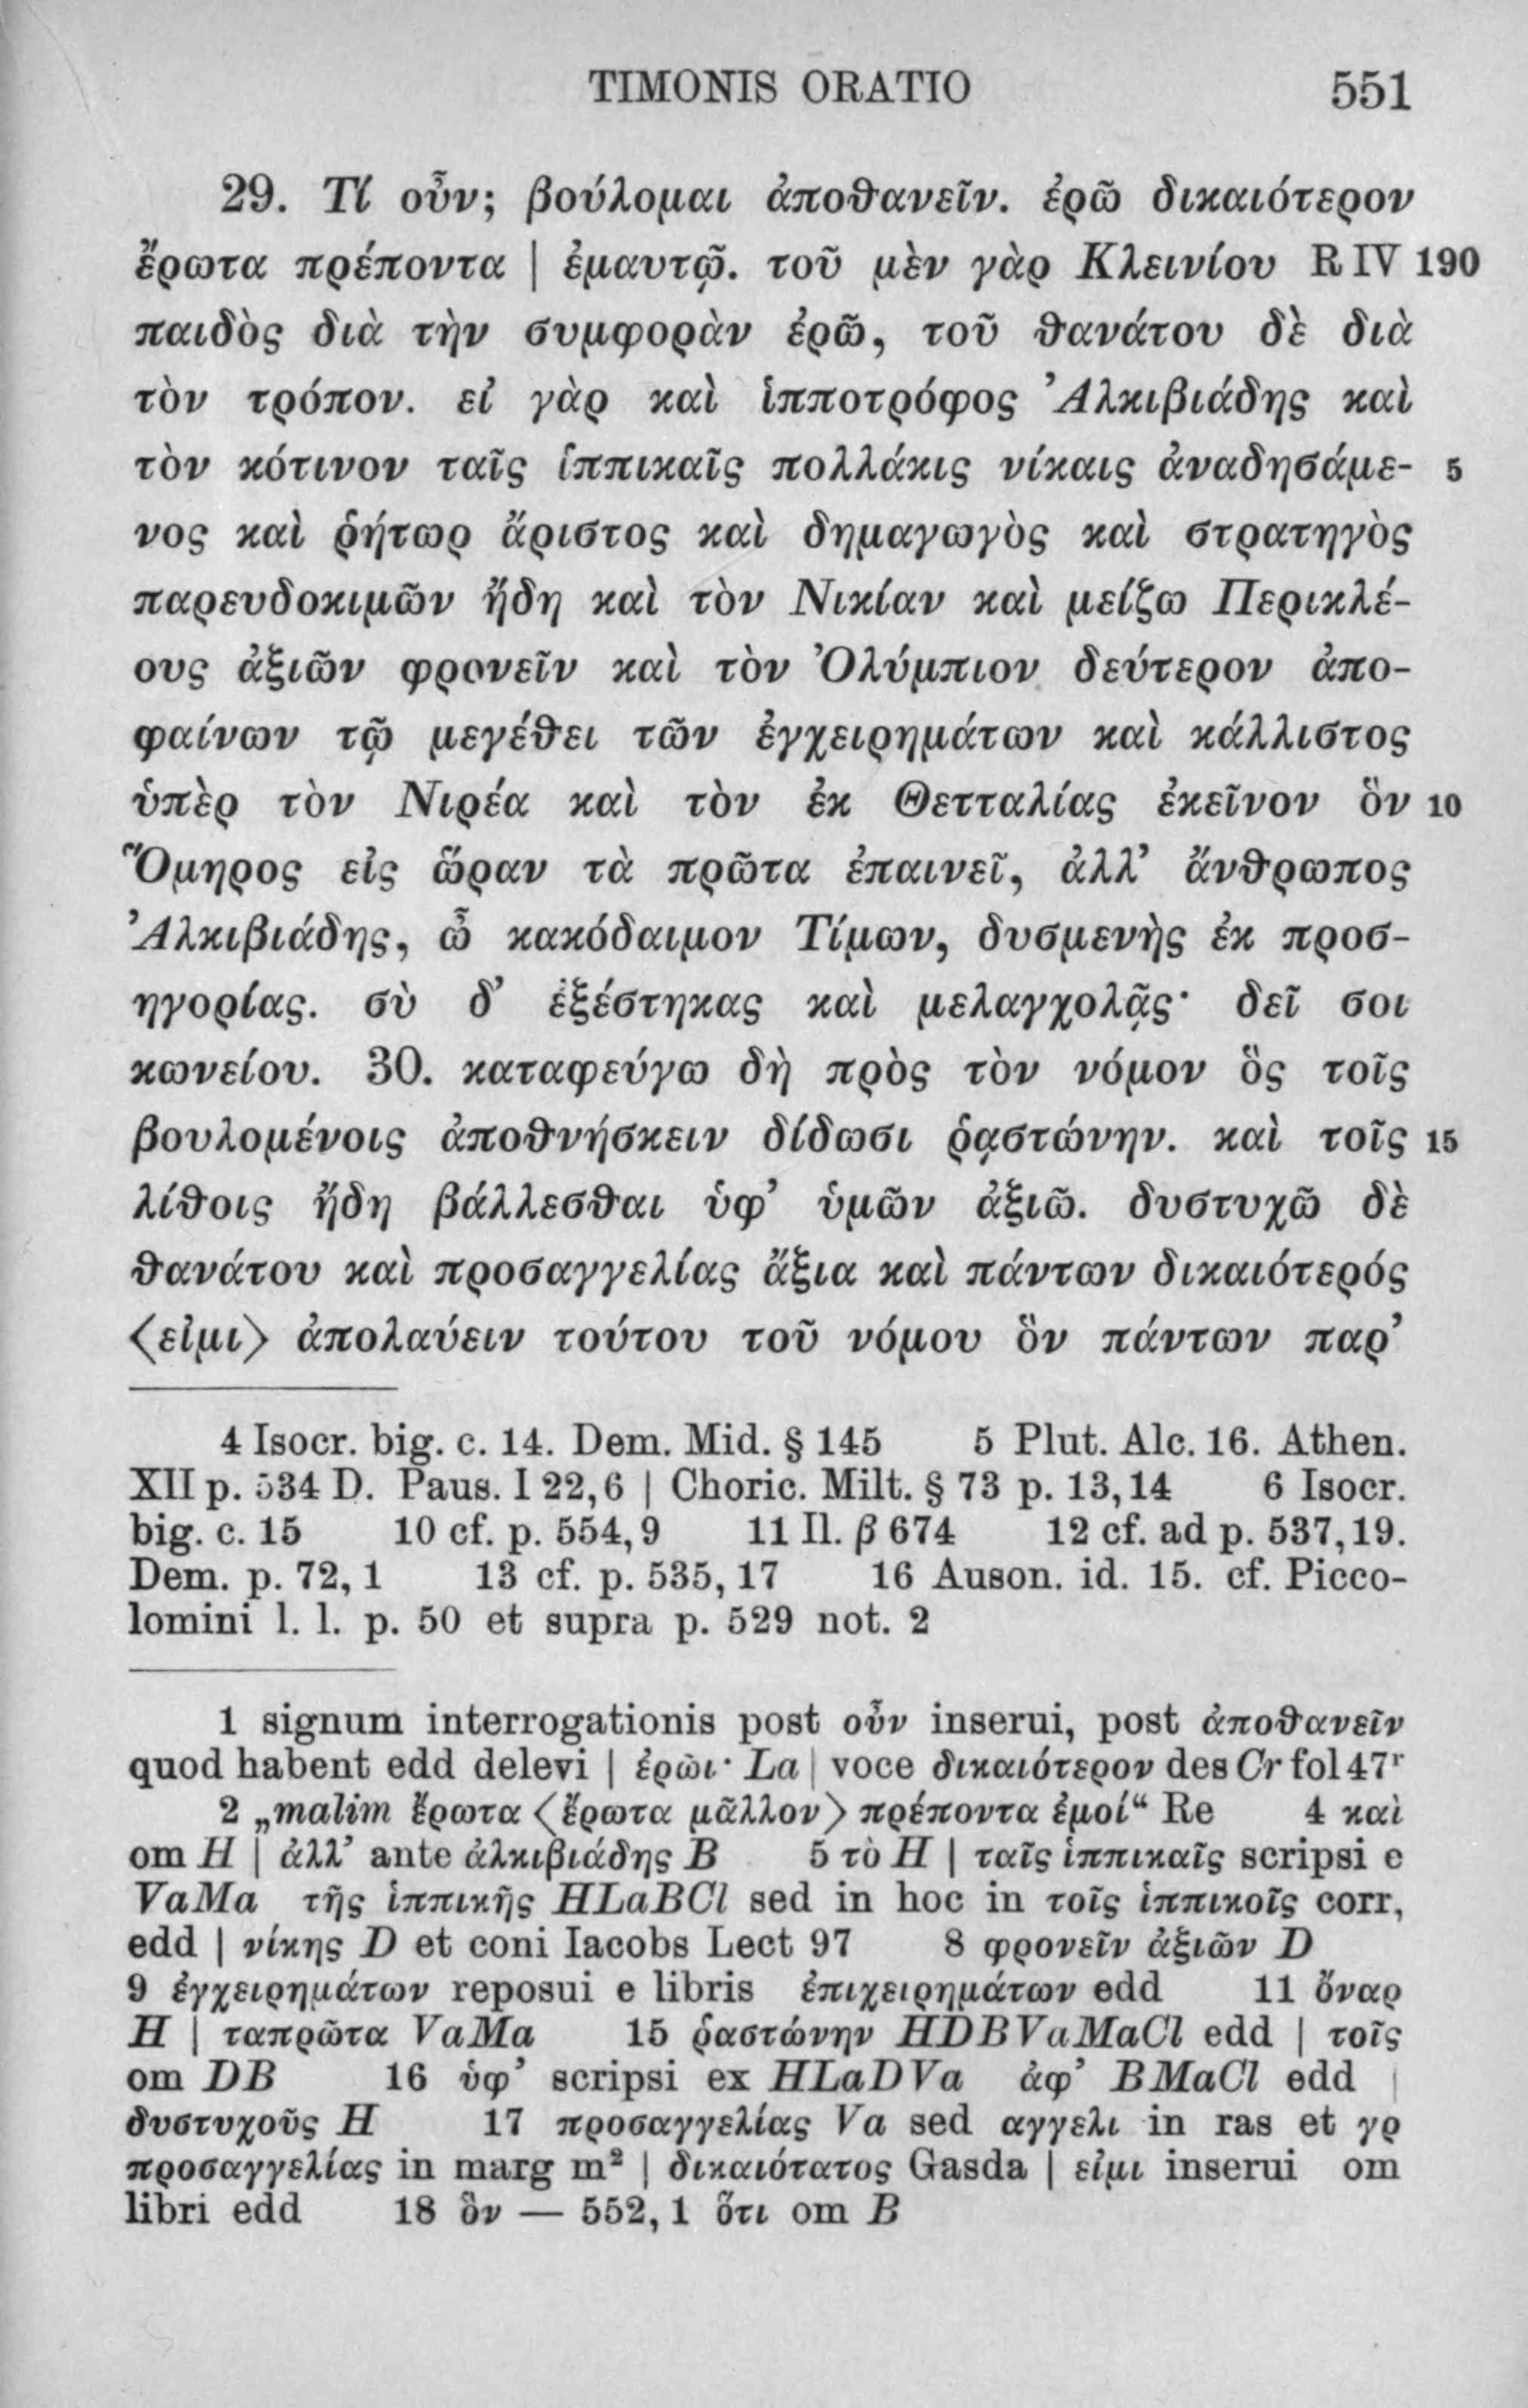 TIMONIS ORATIO 551
29. Τί οὖν; βούλομαι ἀποθανεῖν. ἐρῶ δικαιότερον
ἔρωτα πρέποντα | ἐμαυτῷ. τοῦ μὲν γὰρ Κλεινίου R IV 190
παιδὸς διὰ τὴν συμφορὰν ἐρῶ, τοῦ θανάτου δὲ διὰ
τὸν τρόπον. εἰ γὰρ καὶ ἱπποτρόφος Ἀλκιβιάδης καὶ
τὸν κότινον ταῖς ἱππικαῖς πολλάκις νίκαις ἀναδησάμε- 5
νος καὶ ῥήτωρ ἄριστος καὶ δημαγωγὸς καὶ στρατηγὸς
παρευδοκιμῶν ἤδη καὶ τὸν Νικίαν καὶ μείζω Περικλέ-
ους ἀξιῶν φρονεῖν καὶ τὸν Ὀλύμπιον δεύτερον ἀπο-
φαίνων τῷ μεγέθει τῶν ἐγχειρημάτων καὶ κάλλιστος
ὑπὲρ τὸν Νιρέα καὶ τὸν ἐκ Θετταλίας ἐκεῖνον ὃν 10
Ὅμηρος εἰς ὥραν τὰ πρῶτα ἐπαινεῖ, ἀλλ’ ἄνθρωπος
Ἀλκιβιάδης, ὦ κακόδαιμον Τίμων, δυσμενὴς ἐκ προσ-
ηγορίας. σὺ δ’ ἐξέστηκας καὶ μελαγχολᾷς· δεῖ σοι
κωνείου. 30. καταφεύγω δὴ πρὸς τὸν νόμον ὃς τοῖς
βουλομένοις ἀποθνήσκειν δίδωσι ῥᾳστώνην. καὶ τοῖς 15
λίθοις ἤδη βάλλεσθαι ὑφ’ ὑμῶν ἀξιῶ. δυστυχῶ δὲ
θανάτου καὶ προσαγγελίας ἄξια καὶ πάντων δικαιότερός
⟨εἰμι⟩ ἀπολαύειν τούτου τοῦ νόμου ὃν πάντων παρ’
4 Isocr. big. c. 14. Dem. Mid. § 145 5 Plut. Alc. 16. Athen.
XII p. 534 D. Paus. I 22,6 | Choric. Milt. § 73 p. 13,14 6 Isocr.
big. c. 15 10 cf. p. 554,9 11 Il. β 674 12 cf. ad p. 537,19.
Dem. p. 72,1 13 cf. p. 535,17 16 Auson. id. 15. cf. Picco-
lomini l. l. p. 50 et supra p. 529 not. 2
1 signum interrogationis post οὖν inserui, post ἀποθανεῖν
quod habent edd delevi | ἐρῶι· La | voce δικαιότερον des Cr fol 47ʳ
2 „malim ἔρωτα ⟨ἔρωτα μᾶλλον⟩ πρέποντα ἐμοί“ Re 4 καὶ
om H | ἀλλ’ ante ἀλκιβιάδης B 5 τὸ H | ταῖς ἱππικαῖς scripsi e
VaMa τῆς ἱππικῆς HLaBCl sed in hoc in τοῖς ἱππικοῖς corr,
edd | νίκης D et coni Iacobs Lect 97 8 φρονεῖν ἀξιῶν D
9 ἐγχειρημάτων reposui e libris ἐπιχειρημάτων edd 11 ὄναρ
H | ταπρῶτα VaMa 15 ῥαστώνην HDBVaMaCl edd | τοῖς
om DB 16 ὑφ’ scripsi ex HLaDVa ἀφ’ BMaCl edd |
δυστυχοῦς H 17 προσαγγελίας Va sed αγγελι in ras et γρ
προσαγγελίας in marg m² | δικαιότατος Gasda | εἰμι inserui om
libri edd 18 ὃν — 552,1 ὅτι om B